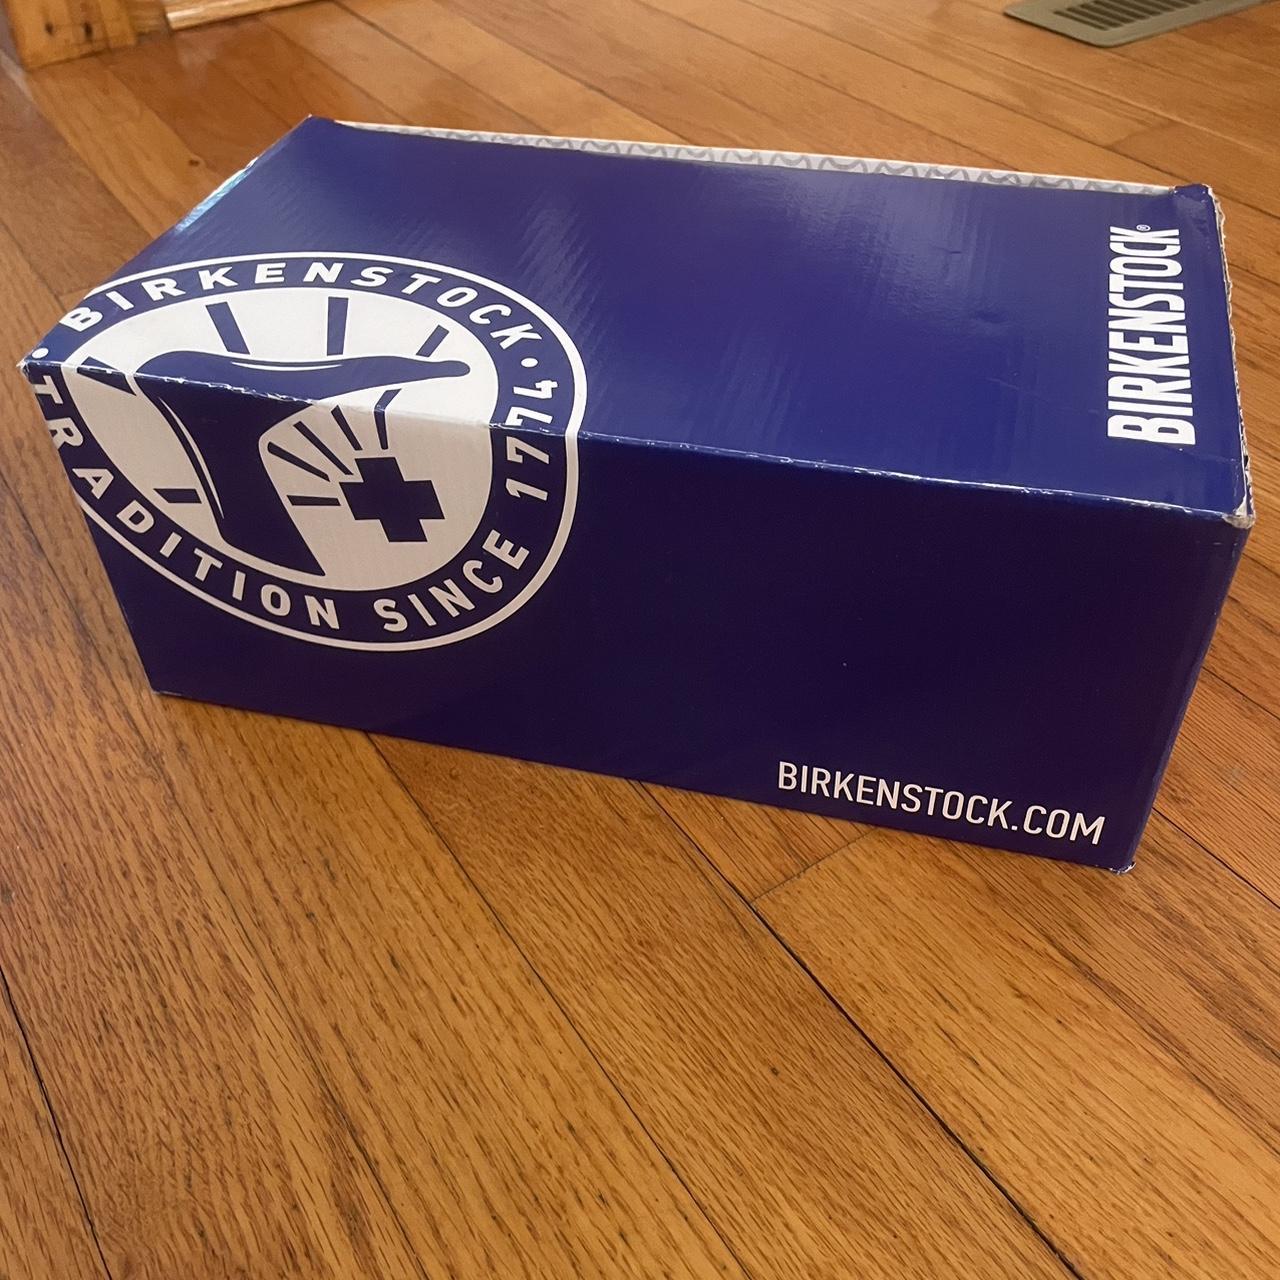 BIRKENSTOCK • 1774
• TRADITION SINCE
BIRKENSTOCK®
BIRKENSTOCK.COM